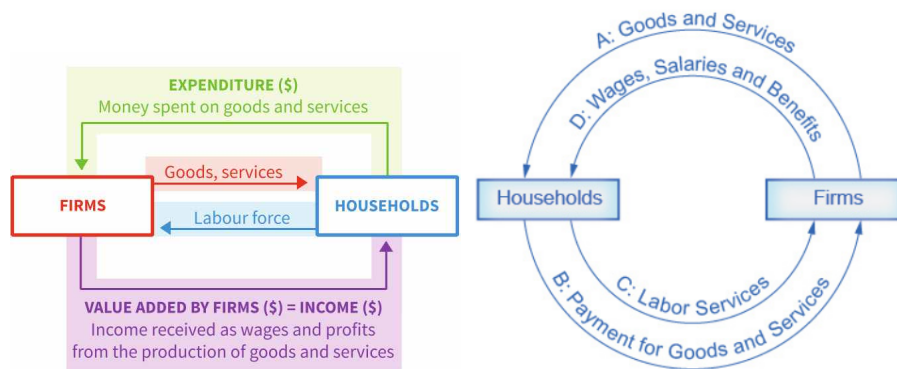 EXPENDITURE ($)
Money spent on goods and services
Goods, services
FIRMS
HOUSEHOLDS
Labour force
VALUE ADDED BY FIRMS ($) = INCOME ($)
Income received as wages and profits
from the production of goods and services
A: Goods and Services
D: Wages, Salaries and Benefits
Households
Firms
C: Labor Services
B: Payment for Goods and Services